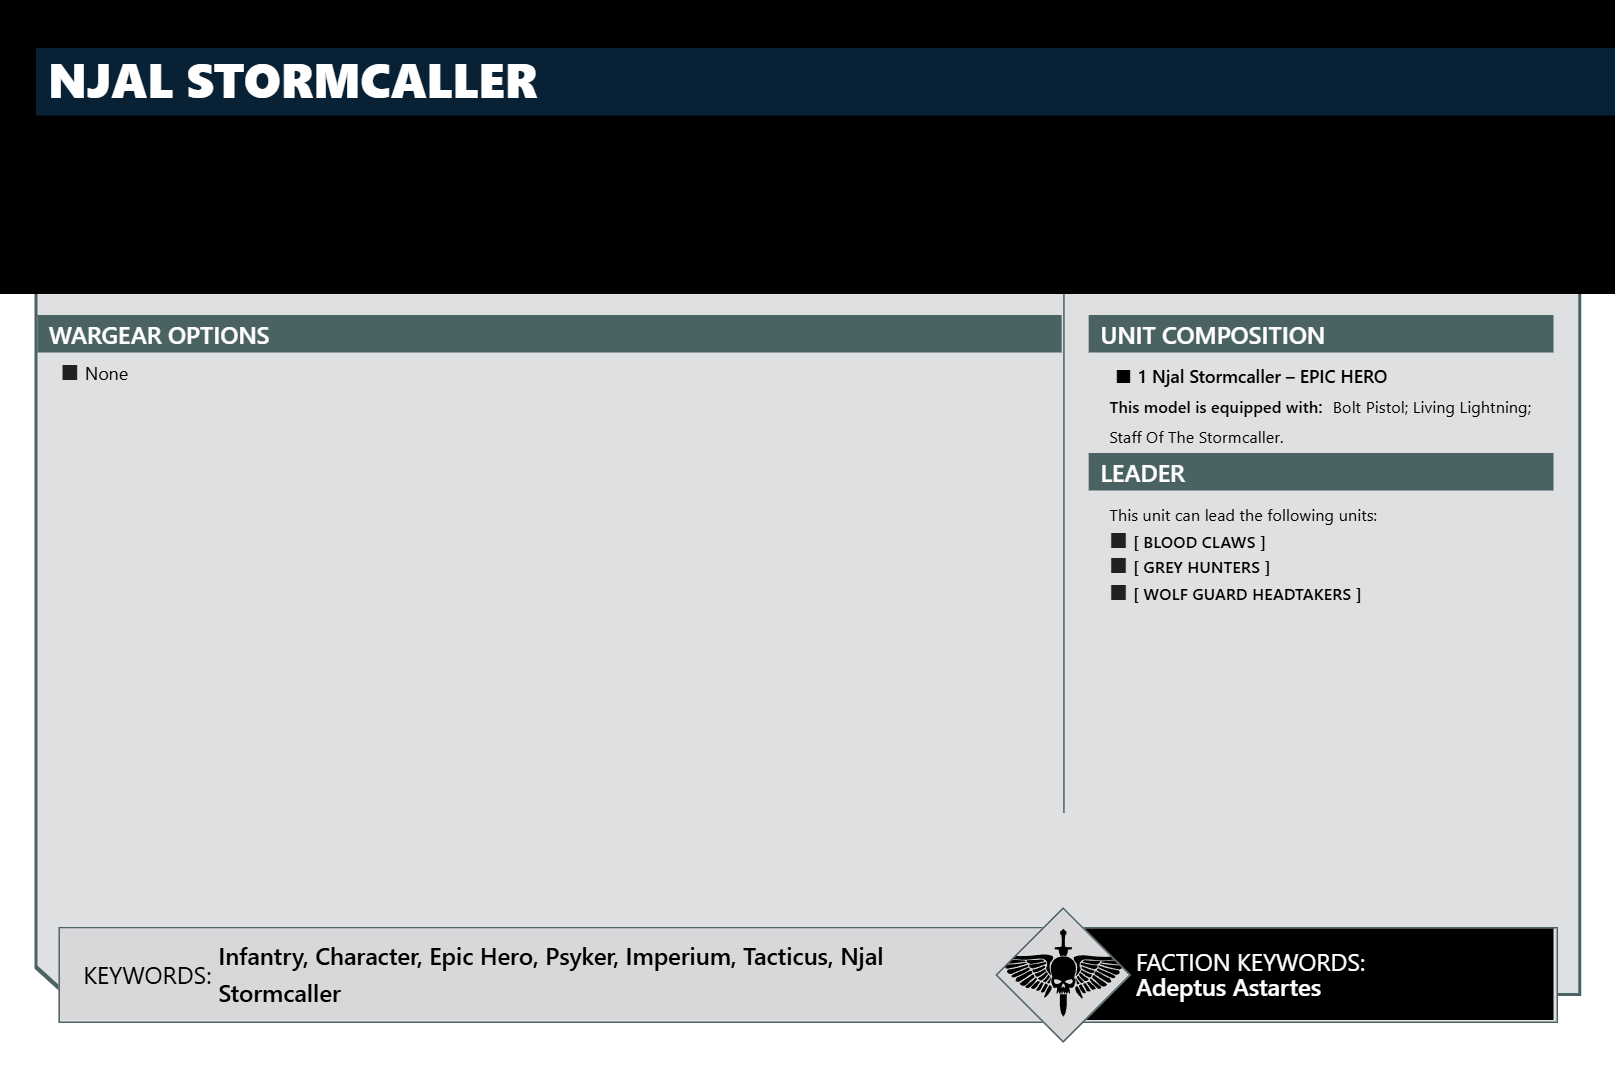 NJAL STORMCALLER
WARGEAR OPTIONS
None
UNIT COMPOSITION
1 Njal Stormcaller – EPIC HERO
This model is equipped with: Bolt Pistol; Living Lightning;
Staff Of The Stormcaller.
LEADER
This unit can lead the following units:
[ BLOOD CLAWS ]
[ GREY HUNTERS ]
[ WOLF GUARD HEADTAKERS ]
KEYWORDS: Infantry, Character, Epic Hero, Psyker, Imperium, Tacticus, Njal
Stormcaller
FACTION KEYWORDS:
Adeptus Astartes